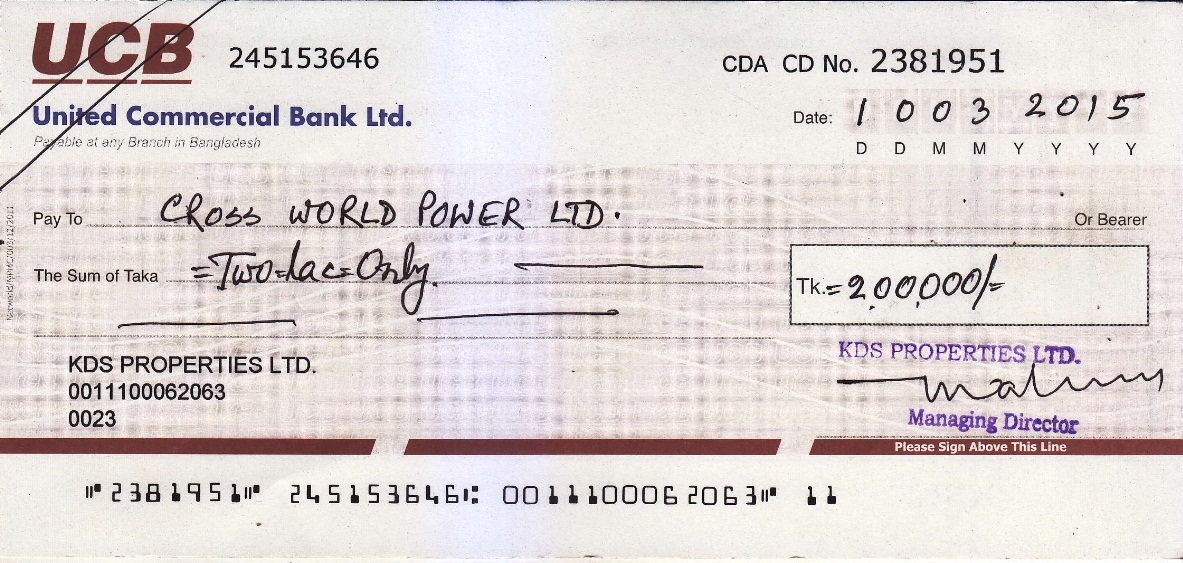 UCB 245153646 CDA CD No. 2381951
United Commercial Bank Ltd. Date: 1 0 0 3 2 0 1 5
Payable at any Branch in Bangladesh D D M M Y Y Y Y
Pay To CROSS WORLD POWER LTD. Or Bearer
The Sum of Taka =Two=Lac=Only. Tk.=2,00,000/=
KDS PROPERTIES LTD. KDS PROPERTIES LTD.
0011100062063
0023 Managing Director
Please Sign Above This Line
⑈2381951⑈ 245153646⑆ 0011100062063⑈ 11